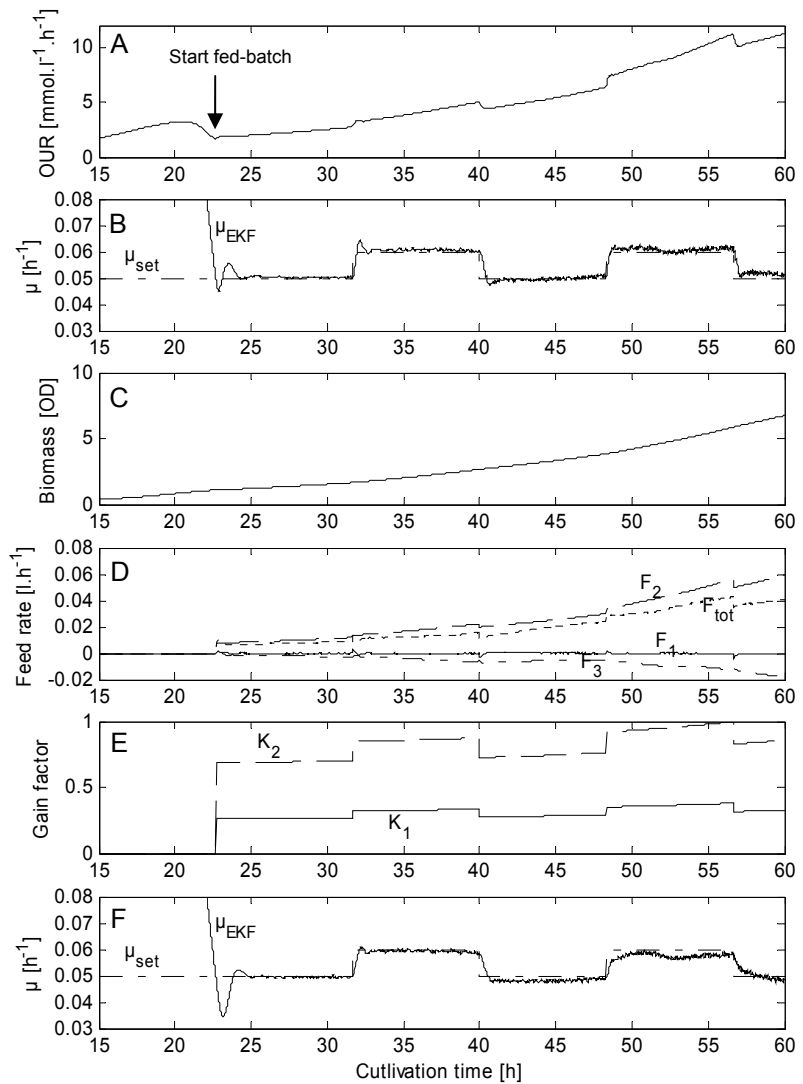 A
Start fed-batch
OUR [mmol.l⁻¹.h⁻¹]
10
5
0
15 20 25 30 35 40 45 50 55 60
B
μEKF
μset
μ [h⁻¹]
0.08
0.07
0.06
0.05
0.04
0.03
15 20 25 30 35 40 45 50 55 60
C
Biomass [OD]
10
5
0
15 20 25 30 35 40 45 50 55 60
D
F2
Ftot
F1
F3
Feed rate [l.h⁻¹]
0.08
0.06
0.04
0.02
0
-0.02
15 20 25 30 35 40 45 50 55 60
E
K2
K1
Gain factor
1
0.5
0
15 20 25 30 35 40 45 50 55 60
F
μEKF
μset
μ [h⁻¹]
0.08
0.07
0.06
0.05
0.04
0.03
15 20 25 30 35 40 45 50 55 60
Cutlivation time [h]